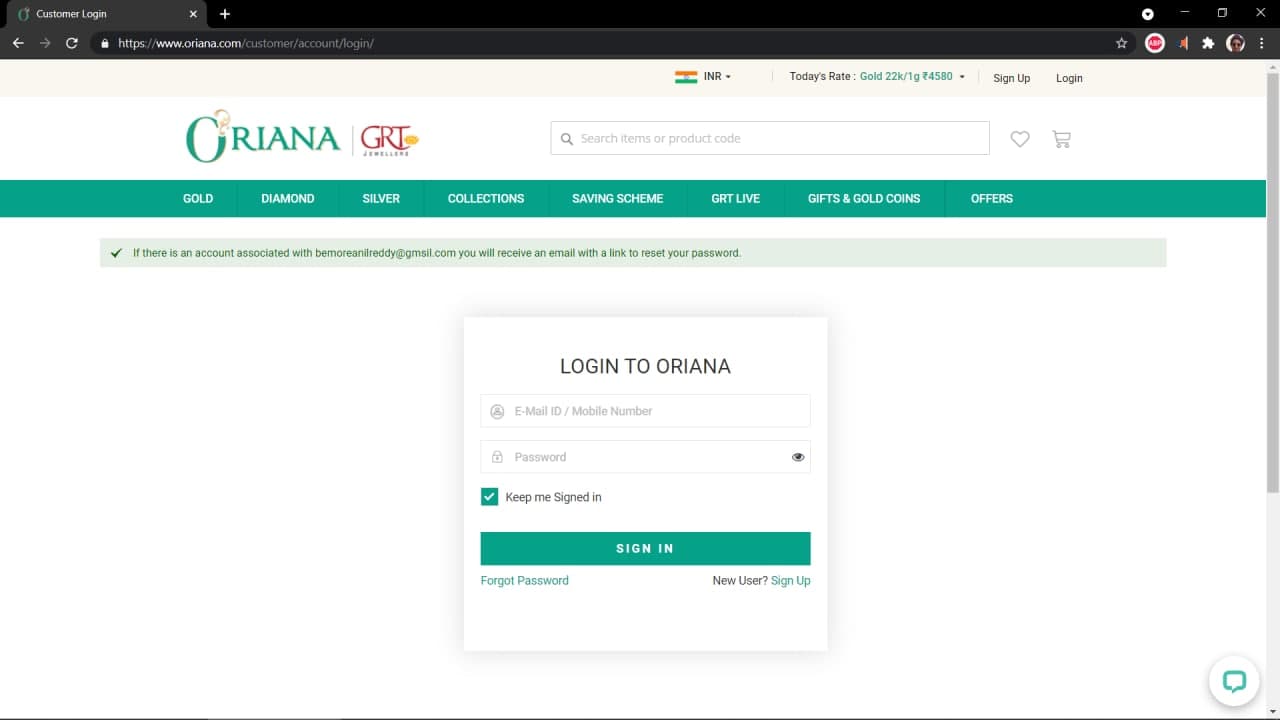 Customer Login
https://www.oriana.com/customer/account/login/
ABP
INR
Today's Rate : Gold 22k/1g ₹4580
Sign Up
Login
ORIANA
GRT
JEWELLERS
Search items or product code
GOLD
DIAMOND
SILVER
COLLECTIONS
SAVING SCHEME
GRT LIVE
GIFTS & GOLD COINS
OFFERS
If there is an account associated with bemoreanilreddy@gmsil.com you will receive an email with a link to reset your password.
LOGIN TO ORIANA
E-Mail ID / Mobile Number
Password
Keep me Signed in
SIGN IN
Forgot Password
New User? Sign Up